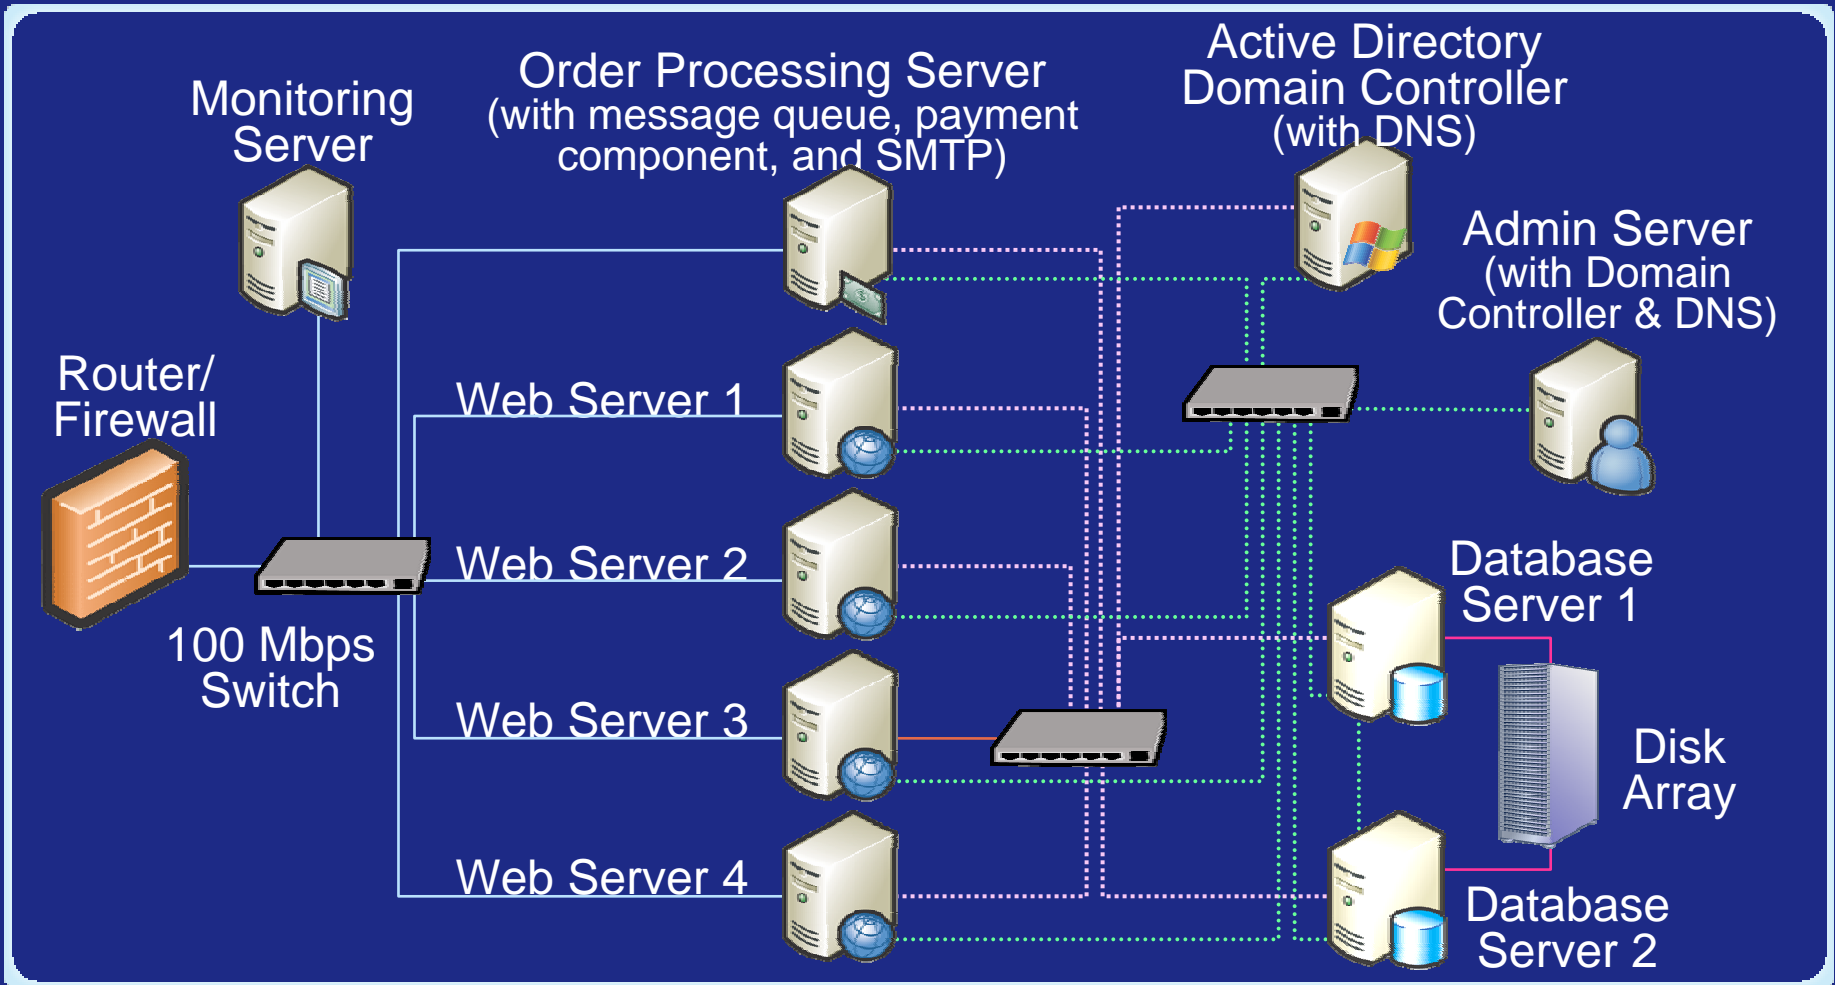 Monitoring
Server
Order Processing Server
(with message queue, payment
component, and SMTP)
Active Directory
Domain Controller
(with DNS)
Admin Server
(with Domain
Controller & DNS)
Router/
Firewall
Web Server 1
Web Server 2
100 Mbps
Switch
Web Server 3
Web Server 4
Database
Server 1
Disk
Array
Database
Server 2